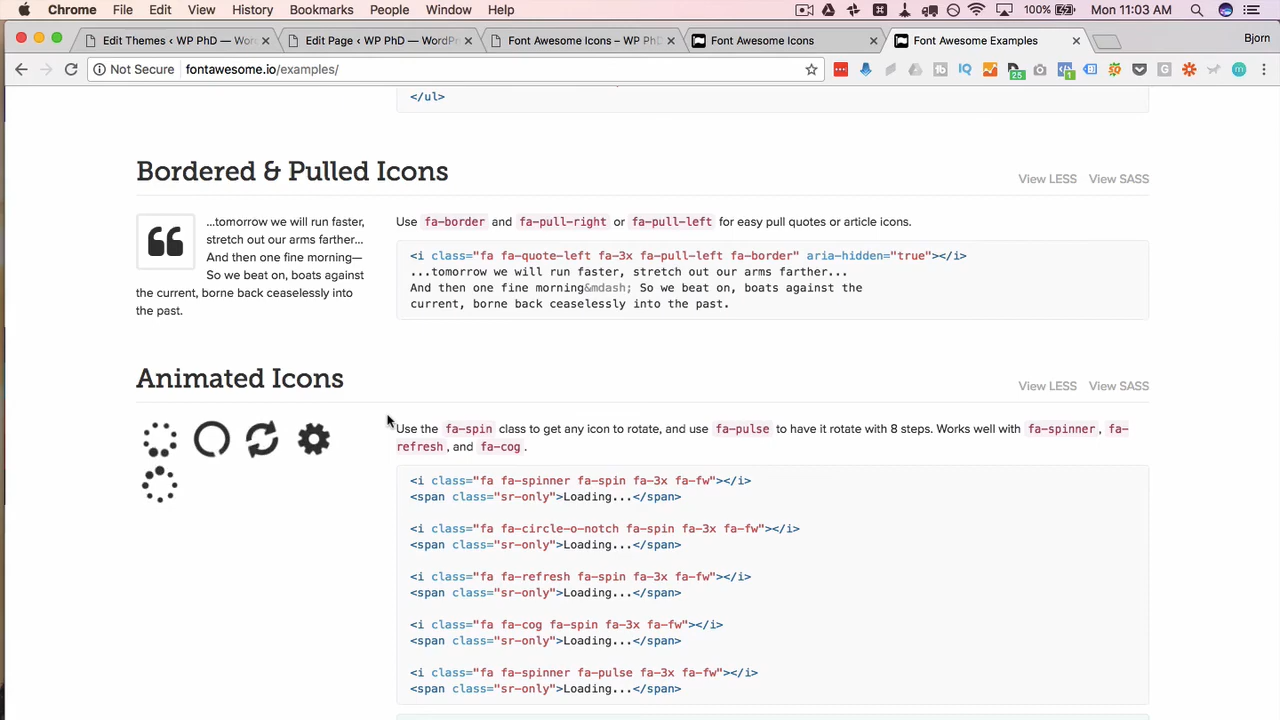 Chrome File Edit View History Bookmarks People Window Help 100% Mon 11:03 AM
Edit Themes ‹ WP PhD — Wor Edit Page ‹ WP PhD — WordPr Font Awesome Icons – WP PhD Font Awesome Icons Font Awesome Examples Bjorn
Not Secure fontawesome.io/examples/
</ul>
Bordered & Pulled Icons View LESS View SASS
...tomorrow we will run faster,
stretch out our arms farther...
And then one fine morning—
So we beat on, boats against
the current, borne back ceaselessly into
the past.
Use fa-border and fa-pull-right or fa-pull-left for easy pull quotes or article icons.
<i class="fa fa-quote-left fa-3x fa-pull-left fa-border" aria-hidden="true"></i>
...tomorrow we will run faster, stretch out our arms farther...
And then one fine morning&mdash; So we beat on, boats against the
current, borne back ceaselessly into the past.
Animated Icons View LESS View SASS
Use the fa-spin class to get any icon to rotate, and use fa-pulse to have it rotate with 8 steps. Works well with fa-spinner, fa-
refresh, and fa-cog.
<i class="fa fa-spinner fa-spin fa-3x fa-fw"></i>
<span class="sr-only">Loading...</span>
<i class="fa fa-circle-o-notch fa-spin fa-3x fa-fw"></i>
<span class="sr-only">Loading...</span>
<i class="fa fa-refresh fa-spin fa-3x fa-fw"></i>
<span class="sr-only">Loading...</span>
<i class="fa fa-cog fa-spin fa-3x fa-fw"></i>
<span class="sr-only">Loading...</span>
<i class="fa fa-spinner fa-pulse fa-3x fa-fw"></i>
<span class="sr-only">Loading...</span>